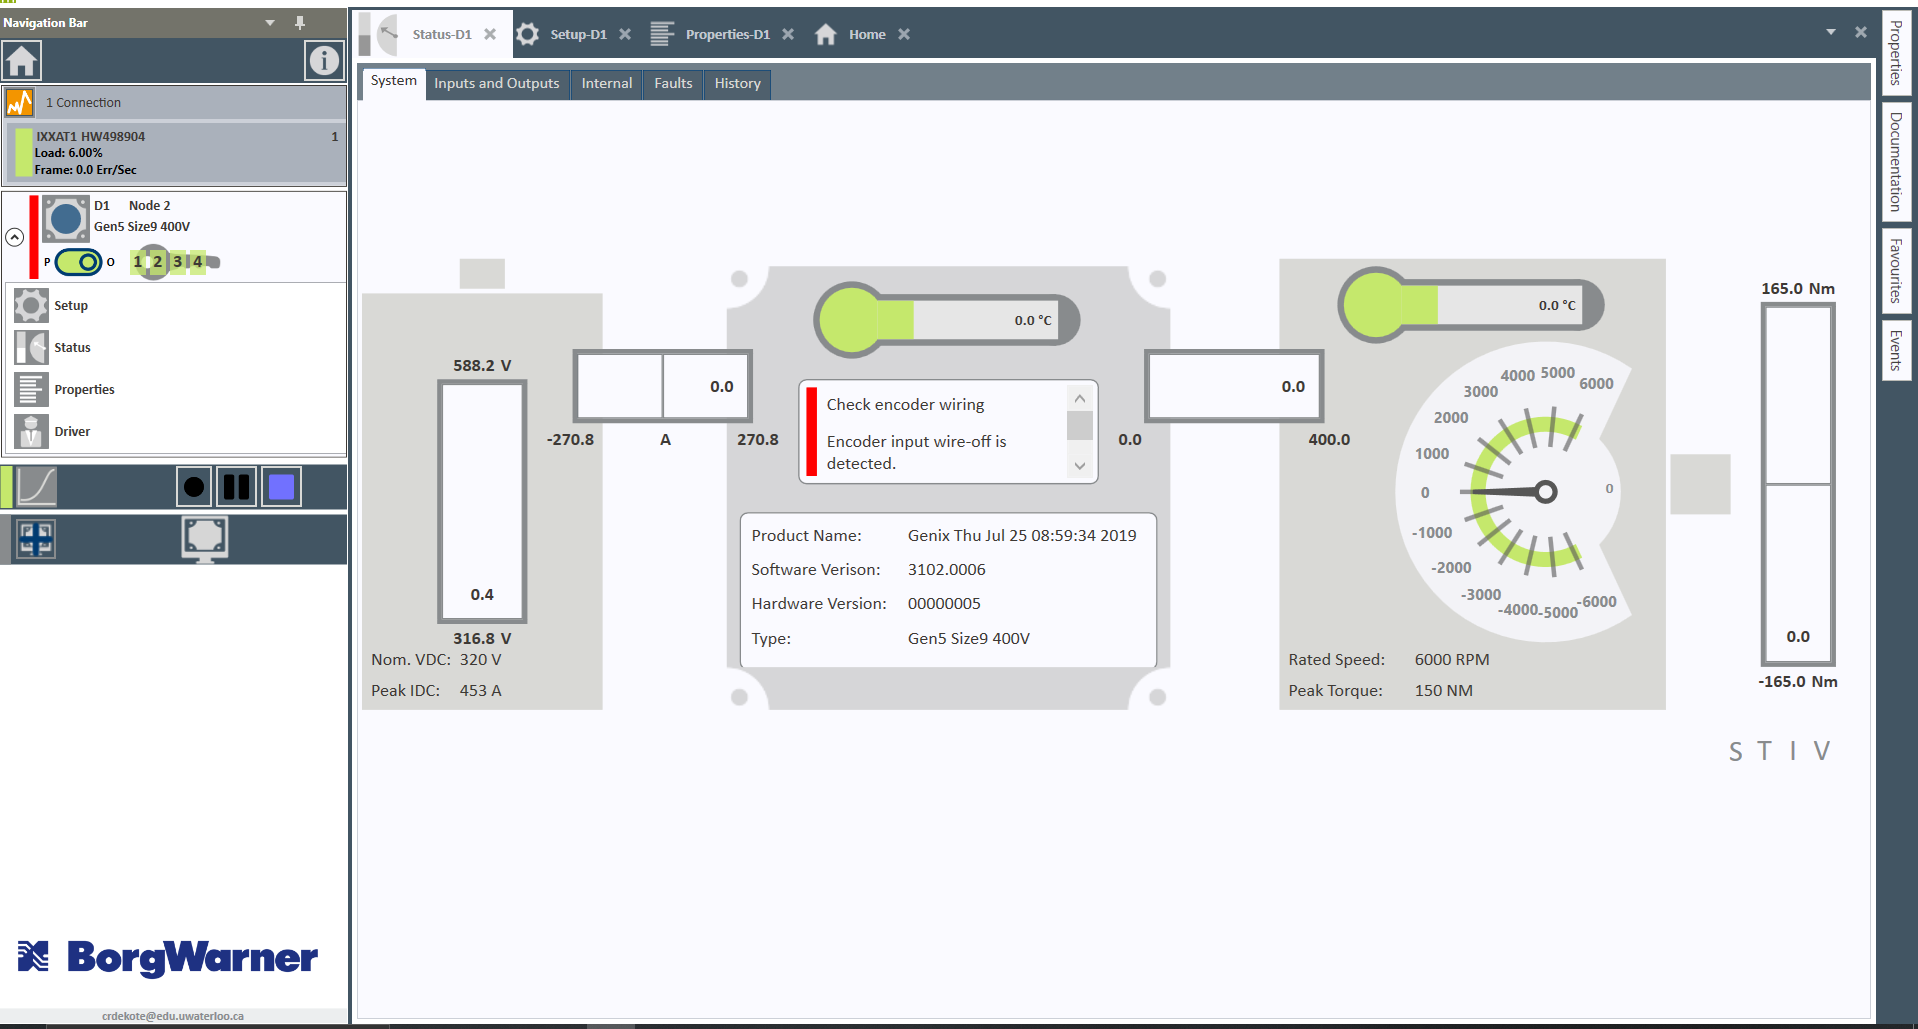 Navigation Bar
1 Connection
IXXAT1 HW498904 1
Load: 6.00%
Frame: 0.0 Err/Sec
D1 Node 2
Gen5 Size9 400V
P O 1 2 3 4
Setup
Status
Properties
Driver
BorgWarner
crdekote@edu.uwaterloo.ca
Status-D1 Setup-D1 Properties-D1 Home
System Inputs and Outputs Internal Faults History
588.2 V
0.4
316.8 V
Nom. VDC: 320 V
Peak IDC: 453 A
0.0
-270.8 A 270.8
0.0 °C
Check encoder wiring
Encoder input wire-off is
detected.
Product Name: Genix Thu Jul 25 08:59:34 2019
Software Verison: 3102.0006
Hardware Version: 00000005
Type: Gen5 Size9 400V
0.0
0.0 400.0
0.0 °C
6000
5000
4000
3000
2000
1000
0 0
-1000
-2000
-3000
-4000
-5000
-6000
Rated Speed: 6000 RPM
Peak Torque: 150 NM
165.0 Nm
0.0
-165.0 Nm
S T I V
Properties
Documentation
Favourites
Events